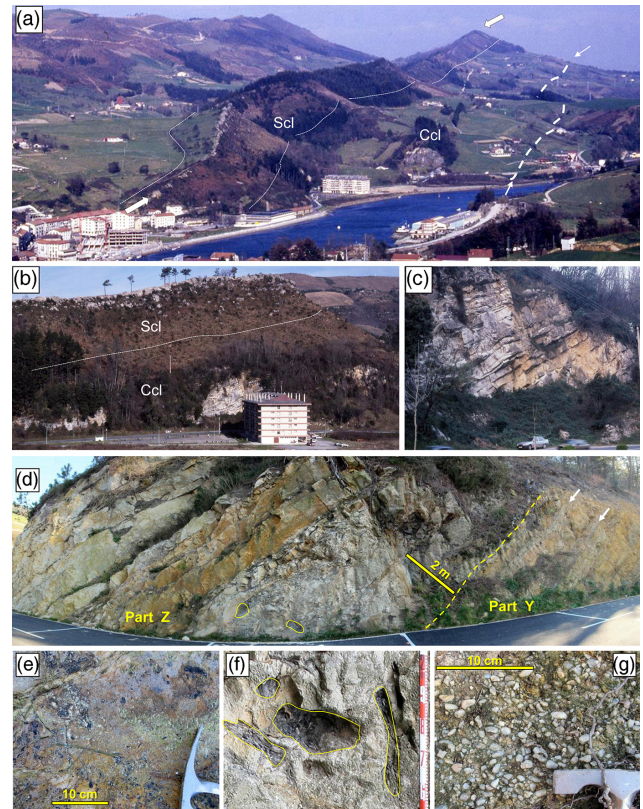 (a)
Scl
Ccl
(b)
Scl
Ccl
(c)
(d)
2 m
Part Z
Part Y
(e)
10 cm
(f)
(g)
10 cm